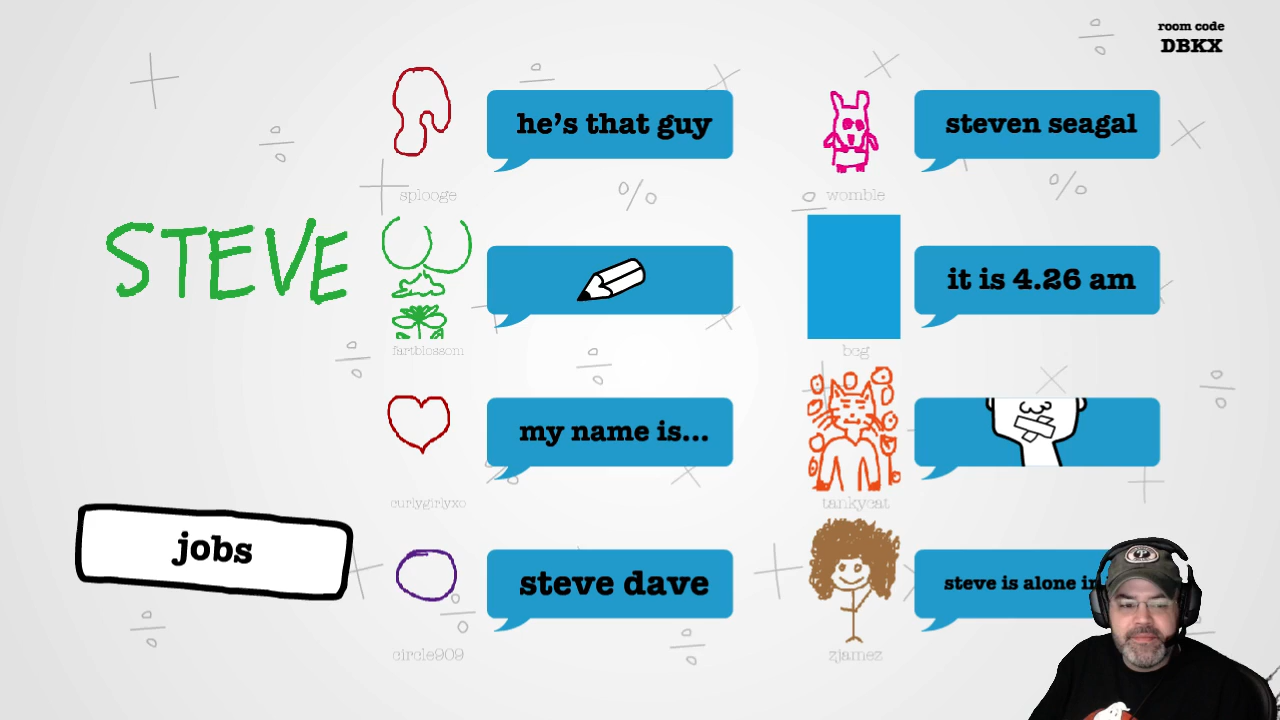 room code
DBKX
he's that guy
splooge
steven seagal
womble
STEVE
fartblossom
it is 4.26 am
bcg
my name is...
curlygirlyxo
tankycat
jobs
steve dave
circle909
steve is alone in
zjamez